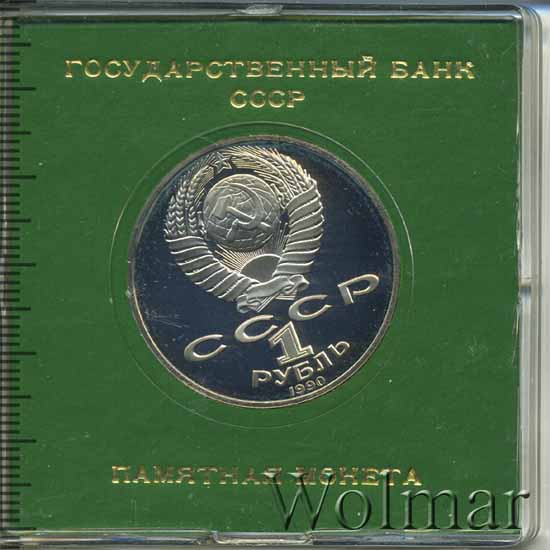 ГОСУДАРСТВЕННЫЙ БАНК
СССР
СССР
1
РУБЛЬ
1990
ПАМЯТНАЯ МОНЕТА
Wolmar